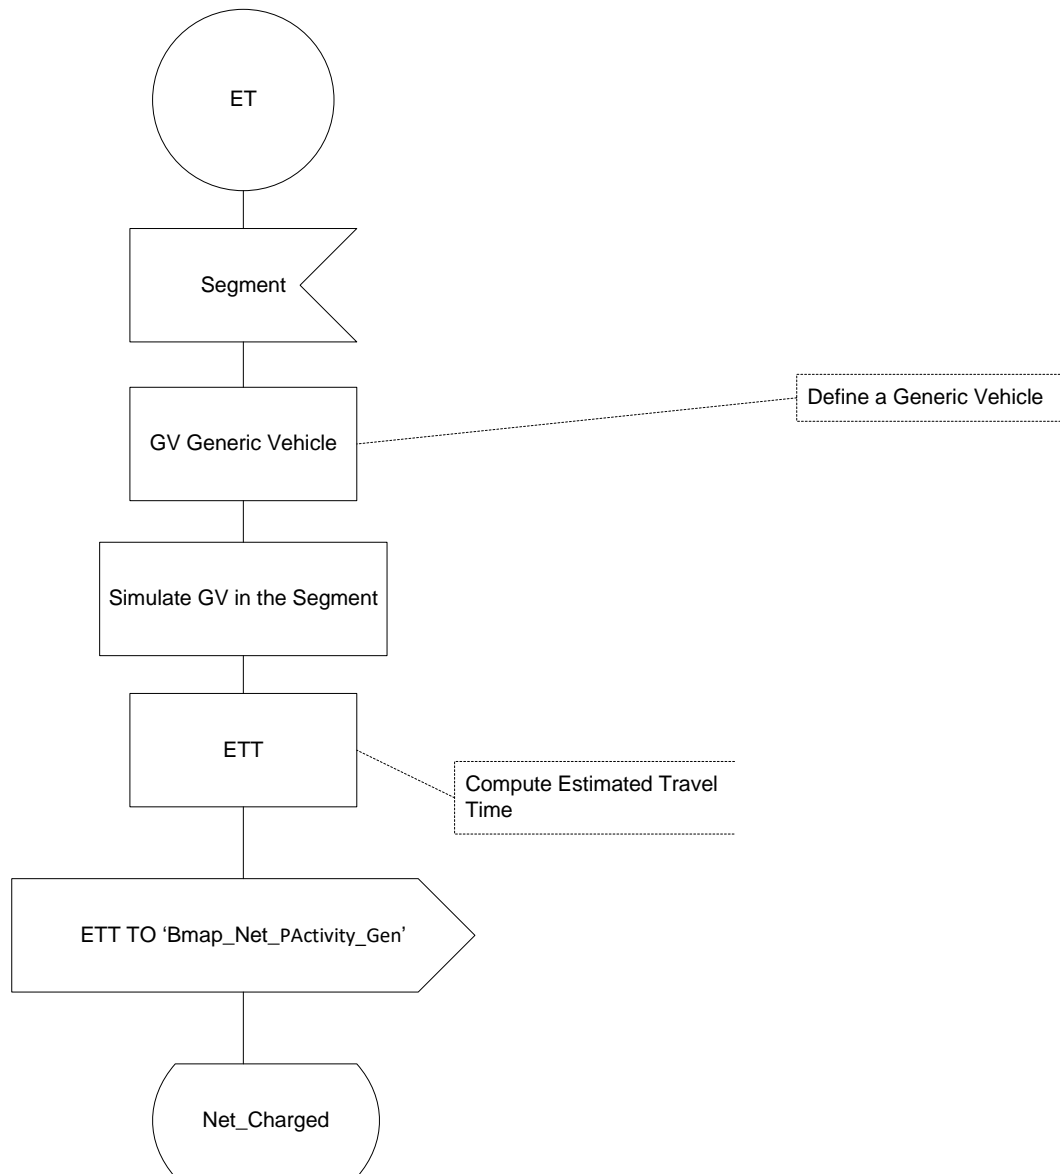 ET
Segment
Define a Generic Vehicle
GV Generic Vehicle
Simulate GV in the Segment
ETT
Compute Estimated Travel
Time
ETT TO ‘Bmap_Net_PActivity_Gen’
Net_Charged